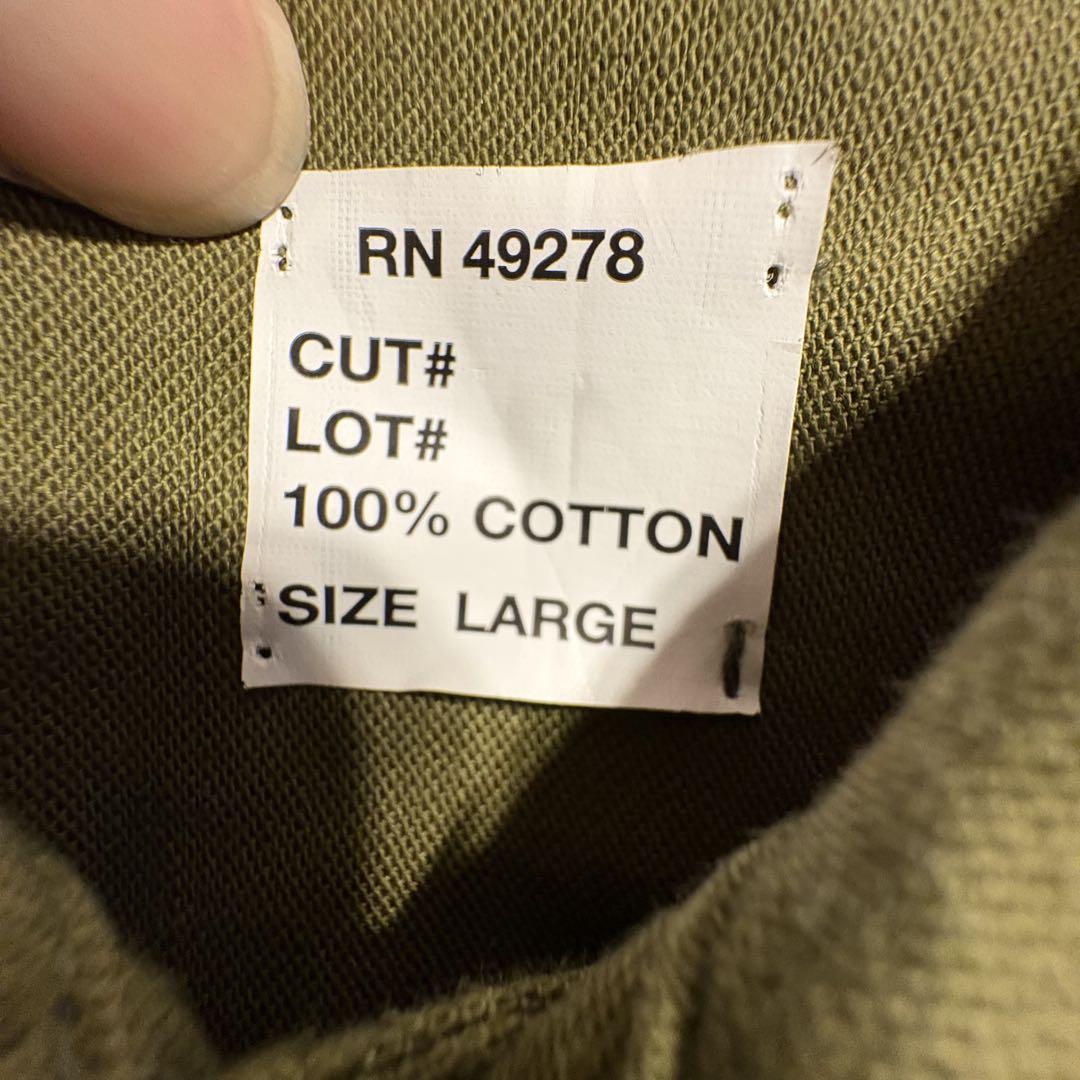 RN 49278
CUT#
LOT#
100% COTTON
SIZE LARGE